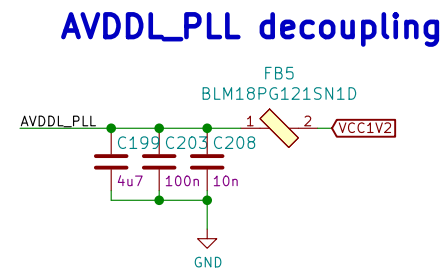 AVDDL_PLL decoupling
FB5
BLM18PG121SN1D
AVDDL_PLL
1
2
VCC1V2
C199
C203
C208
4u7
100n
10n
GND